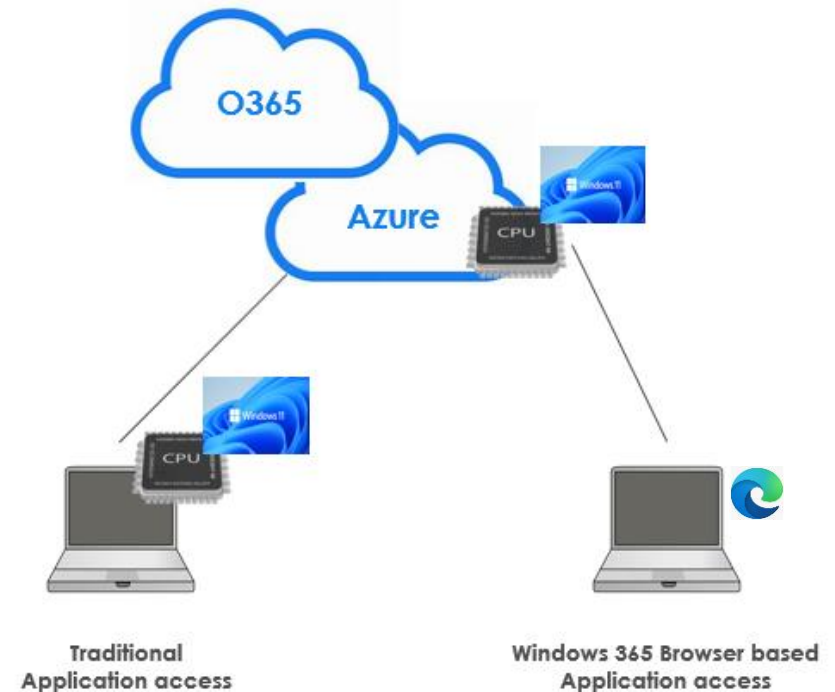 O365
Azure
Windows 11
CPU
Windows 11
CPU
Traditional
Application access
Windows 365 Browser based
Application access